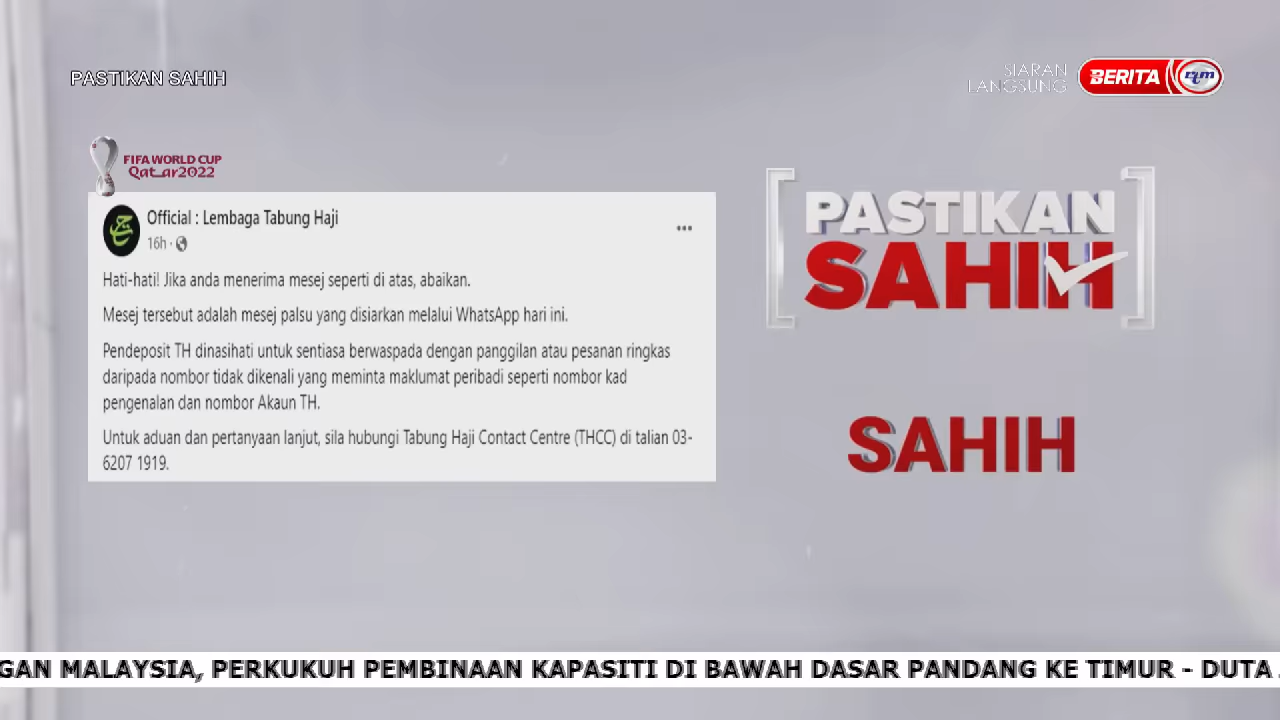 PASTIKAN SAHIH
SIARAN
LANGSUNG
BERITA rtm
FIFA WORLD CUP
Qatar2022
Official : Lembaga Tabung Haji
16h ·
Hati-hati! Jika anda menerima mesej seperti di atas, abaikan.
Mesej tersebut adalah mesej palsu yang disiarkan melalui WhatsApp hari ini.
Pendeposit TH dinasihati untuk sentiasa berwaspada dengan panggilan atau pesanan ringkas
daripada nombor tidak dikenali yang meminta maklumat peribadi seperti nombor kad
pengenalan dan nombor Akaun TH.
Untuk aduan dan pertanyaan lanjut, sila hubungi Tabung Haji Contact Centre (THCC) di talian 03-
6207 1919.
PASTIKAN
SAHIH
SAHIH
GAN MALAYSIA, PERKUKUH PEMBINAAN KAPASITI DI BAWAH DASAR PANDANG KE TIMUR - DUTA